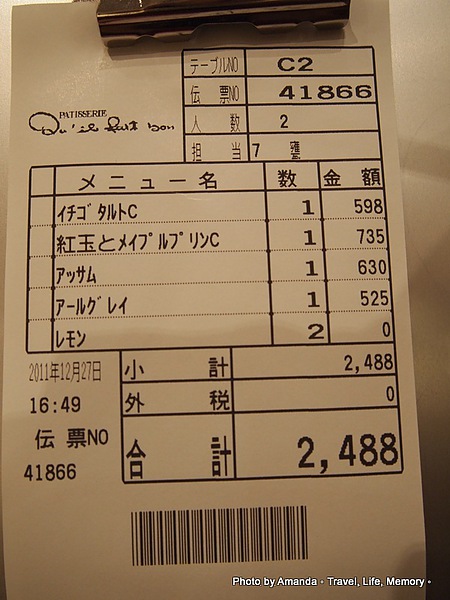 テーブルNO C2
伝票NO 41866
人数 2
担当 7
PATISSERIE
Qu'il fait bon
メニュー名 数 金額
イチゴタルトC 1 598
紅玉とメイプルプリンC 1 735
アッサム 1 630
アールグレイ 1 525
レモン 2 0
2011年12月27日
16:49
伝票NO
41866
小計 2,488
外税 0
合計 2,488
Photo by Amanda・Travel, Life, Memory・